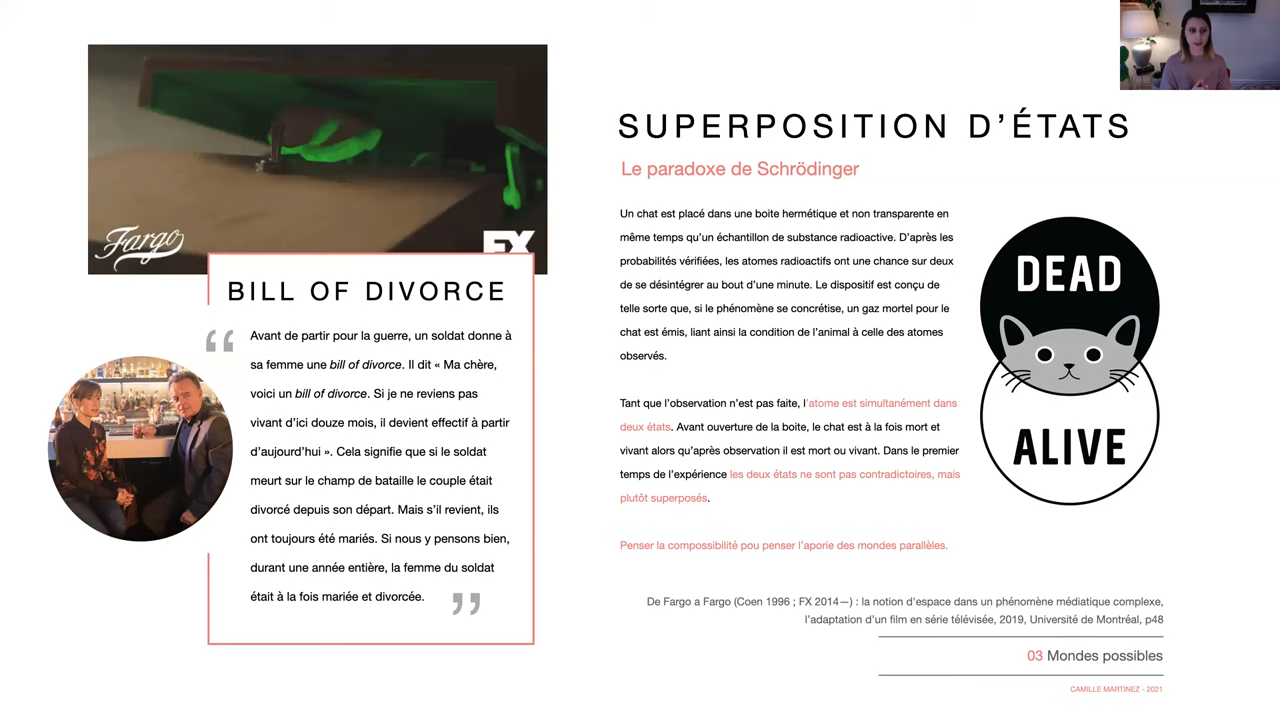 Fargo
FX
BILL OF DIVORCE
“
Avant de partir pour la guerre, un soldat donne à
sa femme une bill of divorce. Il dit « Ma chère,
voici un bill of divorce. Si je ne reviens pas
vivant d’ici douze mois, il devient effectif à partir
d’aujourd’hui ». Cela signifie que si le soldat
meurt sur le champ de bataille le couple était
divorcé depuis son départ. Mais s’il revient, ils
ont toujours été mariés. Si nous y pensons bien,
durant une année entière, la femme du soldat
était à la fois mariée et divorcée.
”
SUPERPOSITION D’ÉTATS
Le paradoxe de Schrödinger
Un chat est placé dans une boite hermétique et non transparente en
même temps qu’un échantillon de substance radioactive. D’après les
probabilités vérifiées, les atomes radioactifs ont une chance sur deux
de se désintégrer au bout d’une minute. Le dispositif est conçu de
telle sorte que, si le phénomène se concrétise, un gaz mortel pour le
chat est émis, liant ainsi la condition de l’animal à celle des atomes
observés.
Tant que l’observation n’est pas faite, l’atome est simultanément dans
deux états. Avant ouverture de la boite, le chat est à la fois mort et
vivant alors qu’après observation il est mort ou vivant. Dans le premier
temps de l’expérience les deux états ne sont pas contradictoires, mais
plutôt superposés.
Penser la compossibilité pou penser l’aporie des mondes parallèles.
DEAD
ALIVE
De Fargo a Fargo (Coen 1996 ; FX 2014—) : la notion d'espace dans un phénomène médiatique complexe,
l’adaptation d’un film en série télévisée, 2019, Université de Montréal, p48
03 Mondes possibles
CAMILLE MARTINEZ - 2021